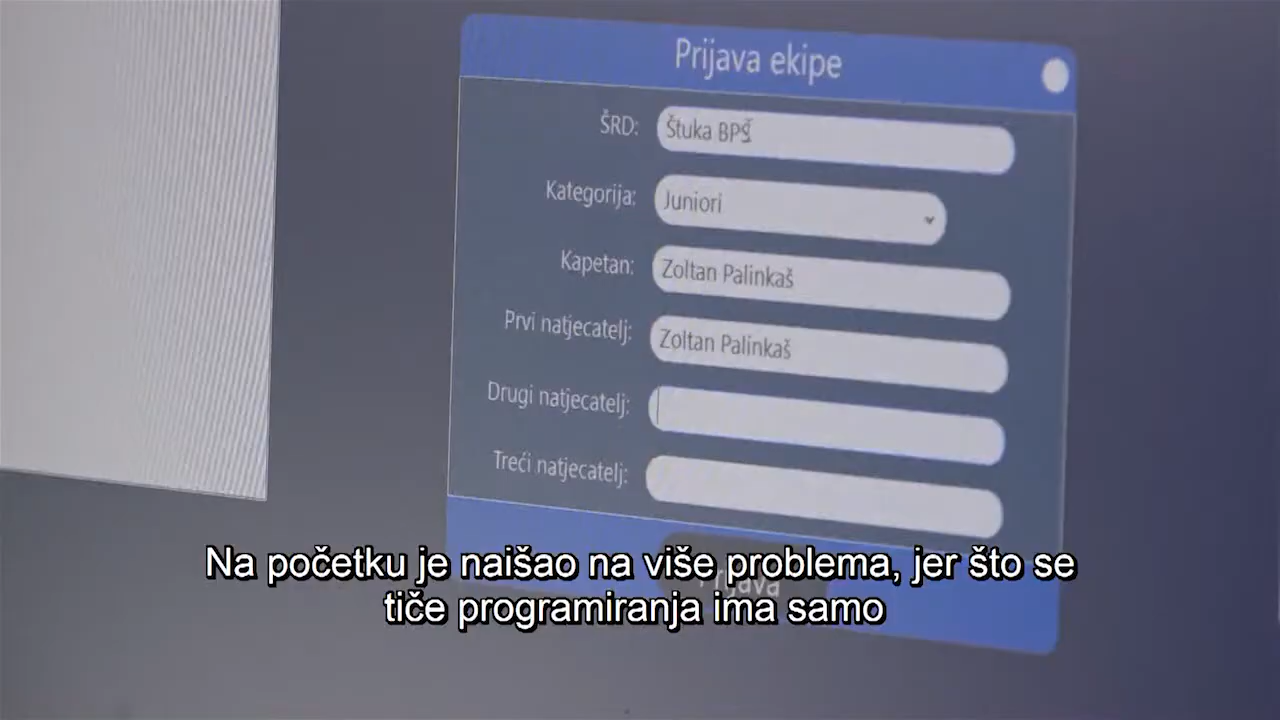 Prijava ekipe
ŠRD: Štuka BPŠ
Kategorija: Juniori
Kapetan: Zoltan Palinkaš
Prvi natjecatelj: Zoltan Palinkaš
Drugi natjecatelj:
Treći natjecatelj:
Prijava
Na početku je naišao na više problema, jer što se
tiče programiranja ima samo